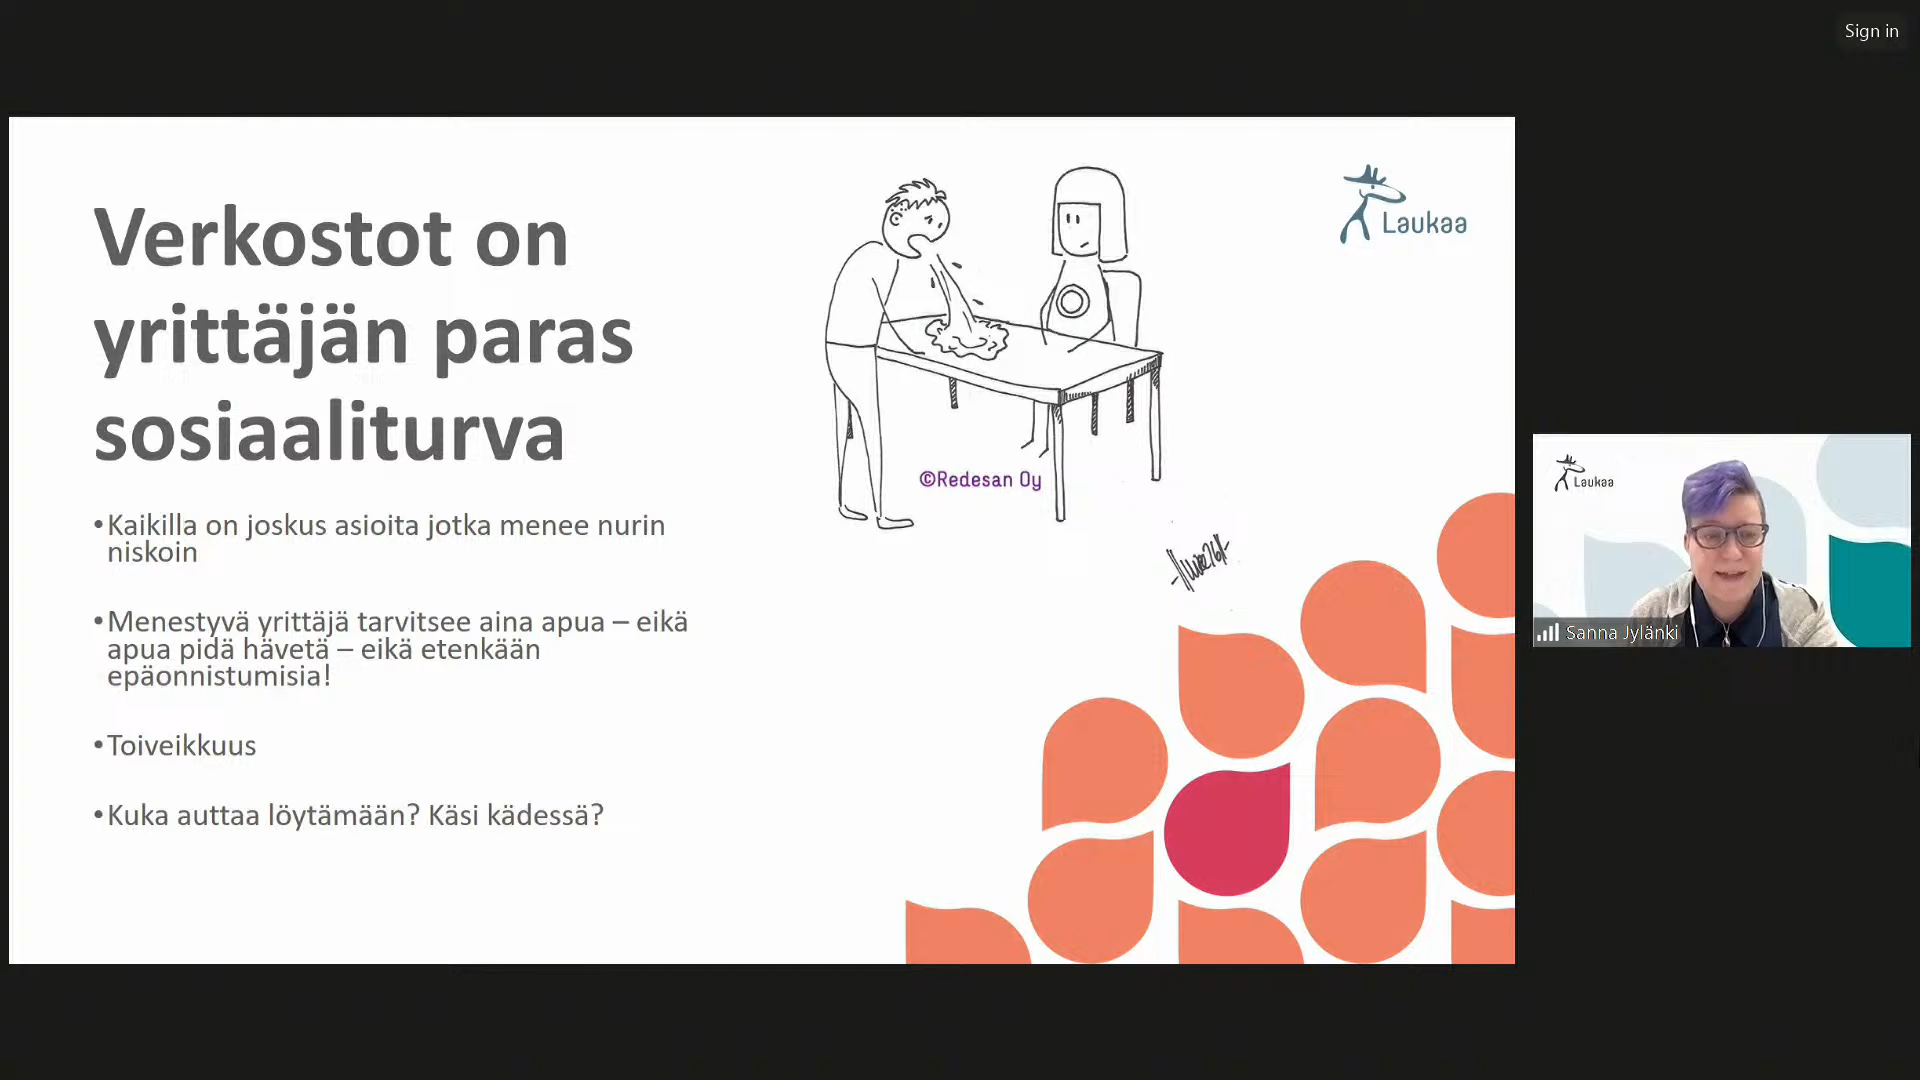 Sign in
Verkostot on
yrittäjän paras
sosiaaliturva
•Kaikilla on joskus asioita jotka menee nurin
niskoin
•Menestyvä yrittäjä tarvitsee aina apua – eikä
apua pidä hävetä – eikä etenkään
epäonnistumisia!
•Toiveikkuus
•Kuka auttaa löytämään? Käsi kädessä?
©Redesan Oy
Laukaa
Laukaa
Sanna Jylänki